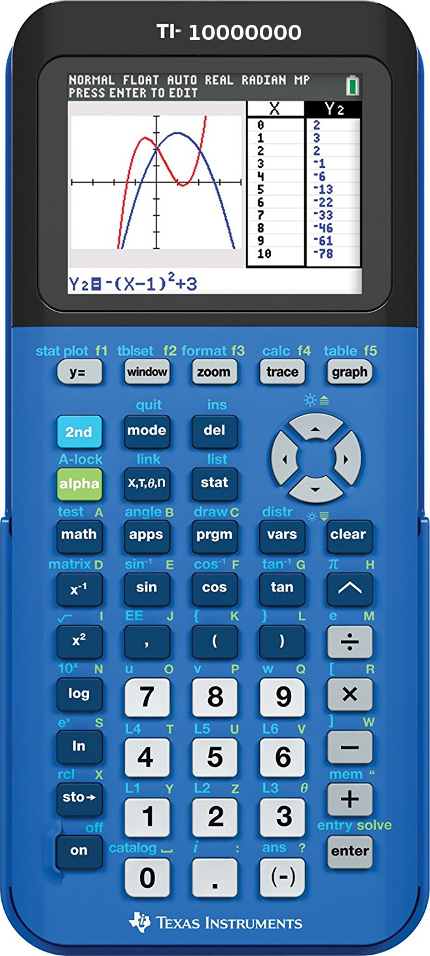 TI- 10000000
NORMAL FLOAT AUTO REAL RADIAN MP
PRESS ENTER TO EDIT
X Y₂
0 2
1 3
2 2
3 -1
4 -6
5 -13
6 -22
7 -33
8 -46
9 -61
10 -78
Y₂=-(X-1)²+3
stat plot f1 tblset f2 format f3 calc f4 table f5
y= window zoom trace graph
quit ins
2nd mode del
A-lock link list
alpha X,T,θ,n stat
test A angle B draw C distr
math apps prgm vars clear
matrix D sin⁻¹ E cos⁻¹ F tan⁻¹ G π H
x⁻¹ sin cos tan ^
√ I EE J { K } L e M
x² , ( ) ÷
10ˣ N u O v P w Q [ R
log 7 8 9 ×
eˣ S L4 T L5 U L6 V ] W
ln 4 5 6 −
rcl X L1 Y L2 Z L3 θ mem "
sto→ 1 2 3 +
off catalog ⎵ i : ans ? entry solve
on 0 . (-) enter
TEXAS INSTRUMENTS